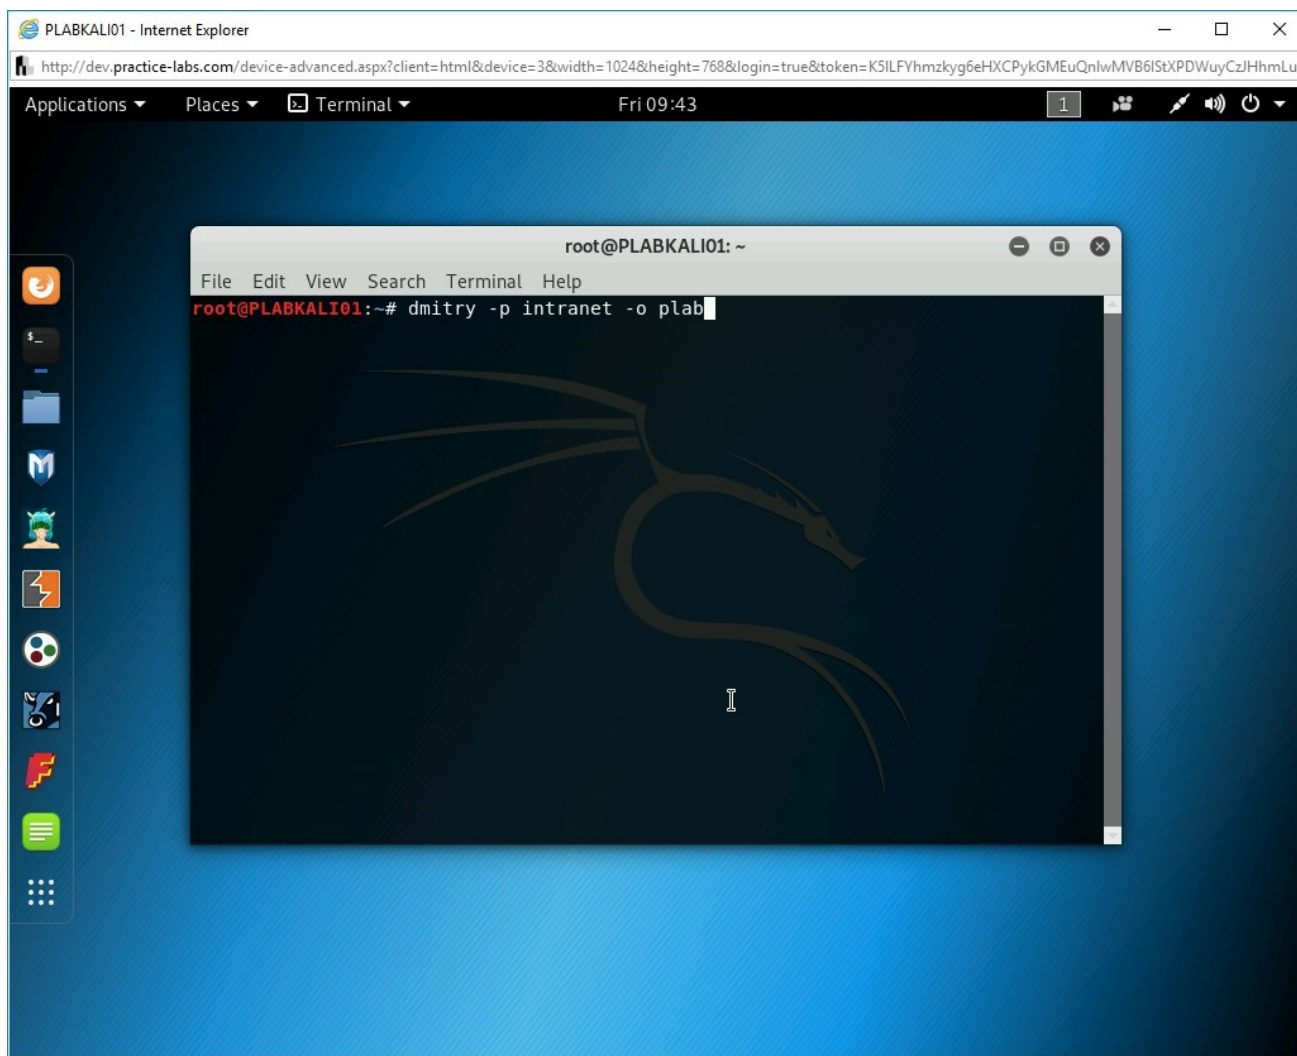 PLABKALI01 - Internet Explorer
http://dev.practice-labs.com/device-advanced.aspx?client=html&device=3&width=1024&height=768&login=true&token=K5ILFYhmzkyg6eHXCPykGMEuQnIwMVB6IStXPDWuyCzJHhmLu
Applications Places Terminal Fri 09:43 1
root@PLABKALI01: ~
File Edit View Search Terminal Help
root@PLABKALI01:~# dmitry -p intranet -o plab